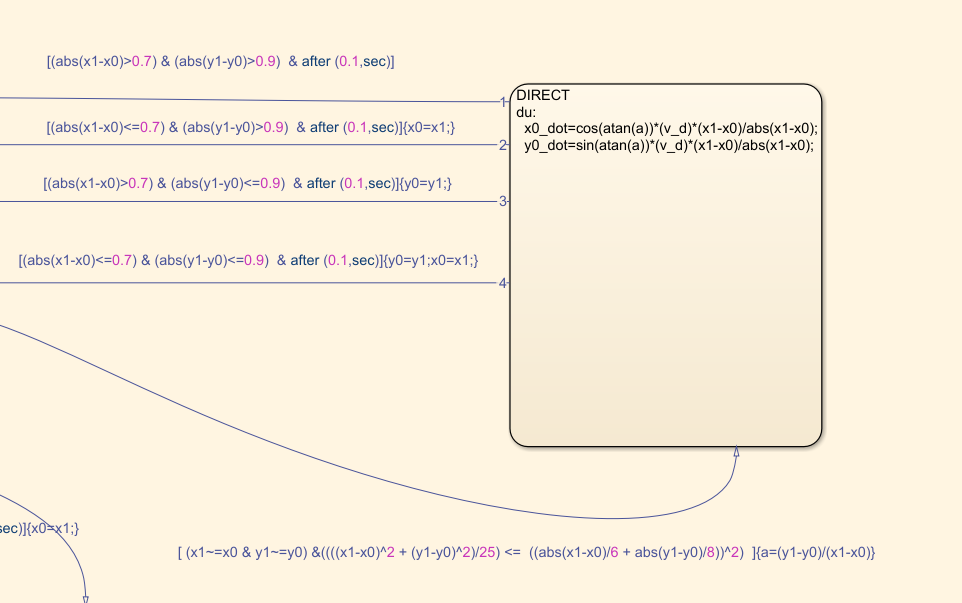 [(abs(x1-x0)>0.7) & (abs(y1-y0)>0.9)  & after (0.1,sec)]
1
DIRECT
du:
x0_dot=cos(atan(a))*(v_d)*(x1-x0)/abs(x1-x0);
y0_dot=sin(atan(a))*(v_d)*(x1-x0)/abs(x1-x0);
[(abs(x1-x0)<=0.7) & (abs(y1-y0)>0.9)  & after (0.1,sec)]{x0=x1;}
2
[(abs(x1-x0)>0.7) & (abs(y1-y0)<=0.9)  & after (0.1,sec)]{y0=y1;}
3
[(abs(x1-x0)<=0.7) & (abs(y1-y0)<=0.9)  & after (0.1,sec)]{y0=y1;x0=x1;}
4
sec)]{x0=x1;}
[ (x1~=x0 & y1~=y0) &((((x1-x0)^2 + (y1-y0)^2)/25) <=  ((abs(x1-x0)/6 + abs(y1-y0)/8))^2)  ]{a=(y1-y0)/(x1-x0)}